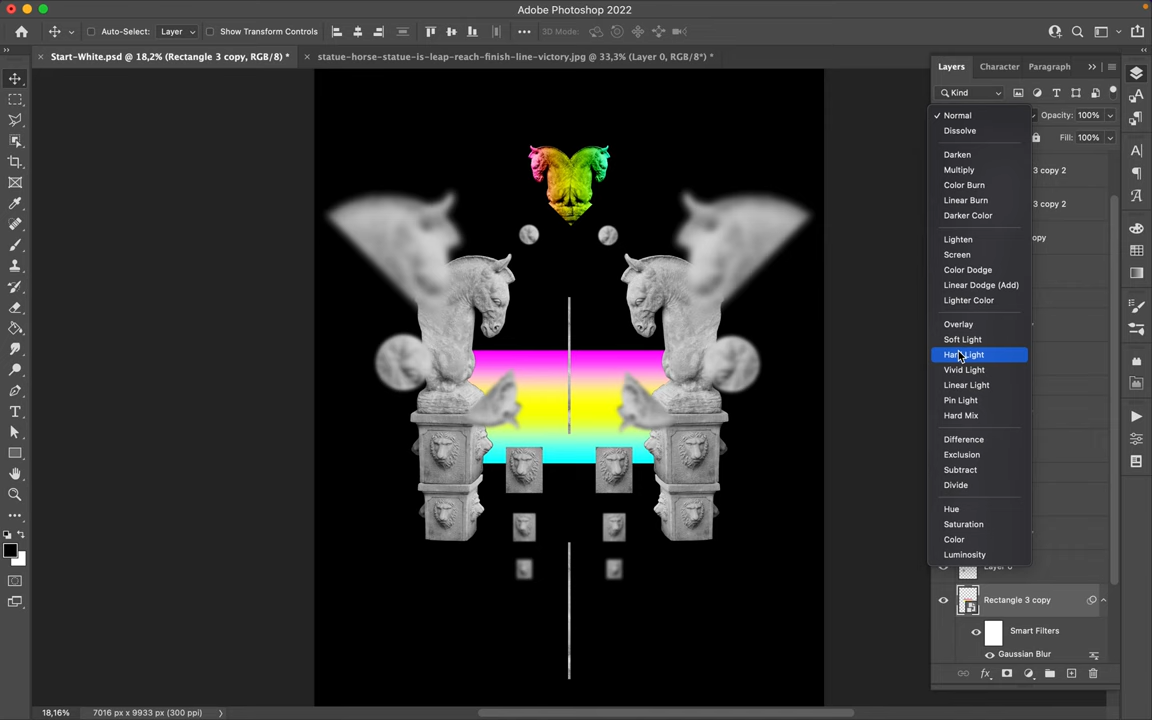 Adobe Photoshop 2022
Auto-Select: Layer Show Transform Controls 3D Mode:
Start-White.psd @ 18,2% (Rectangle 3 copy, RGB/8) * statue-horse-statue-is-leap-reach-finish-line-victory.jpg @ 33,3% (Layer 0, RGB/8*) *
Layers Character Paragraph
Kind
Normal Opacity: 100%
Dissolve
Fill: 100%
Darken
Multiply 3 copy 2
Color Burn
Linear Burn 3 copy 2
Darker Color
Lighten
Screen
Color Dodge
Linear Dodge (Add)
Lighter Color
Overlay
Soft Light
Hard Light
Vivid Light
Linear Light
Pin Light
Hard Mix
Difference
Exclusion
Subtract
Divide
Hue
Saturation
Color
Luminosity
Rectangle 3 copy
Smart Filters
Gaussian Blur
fx
18,16% 7016 px x 9933 px (300 ppi)